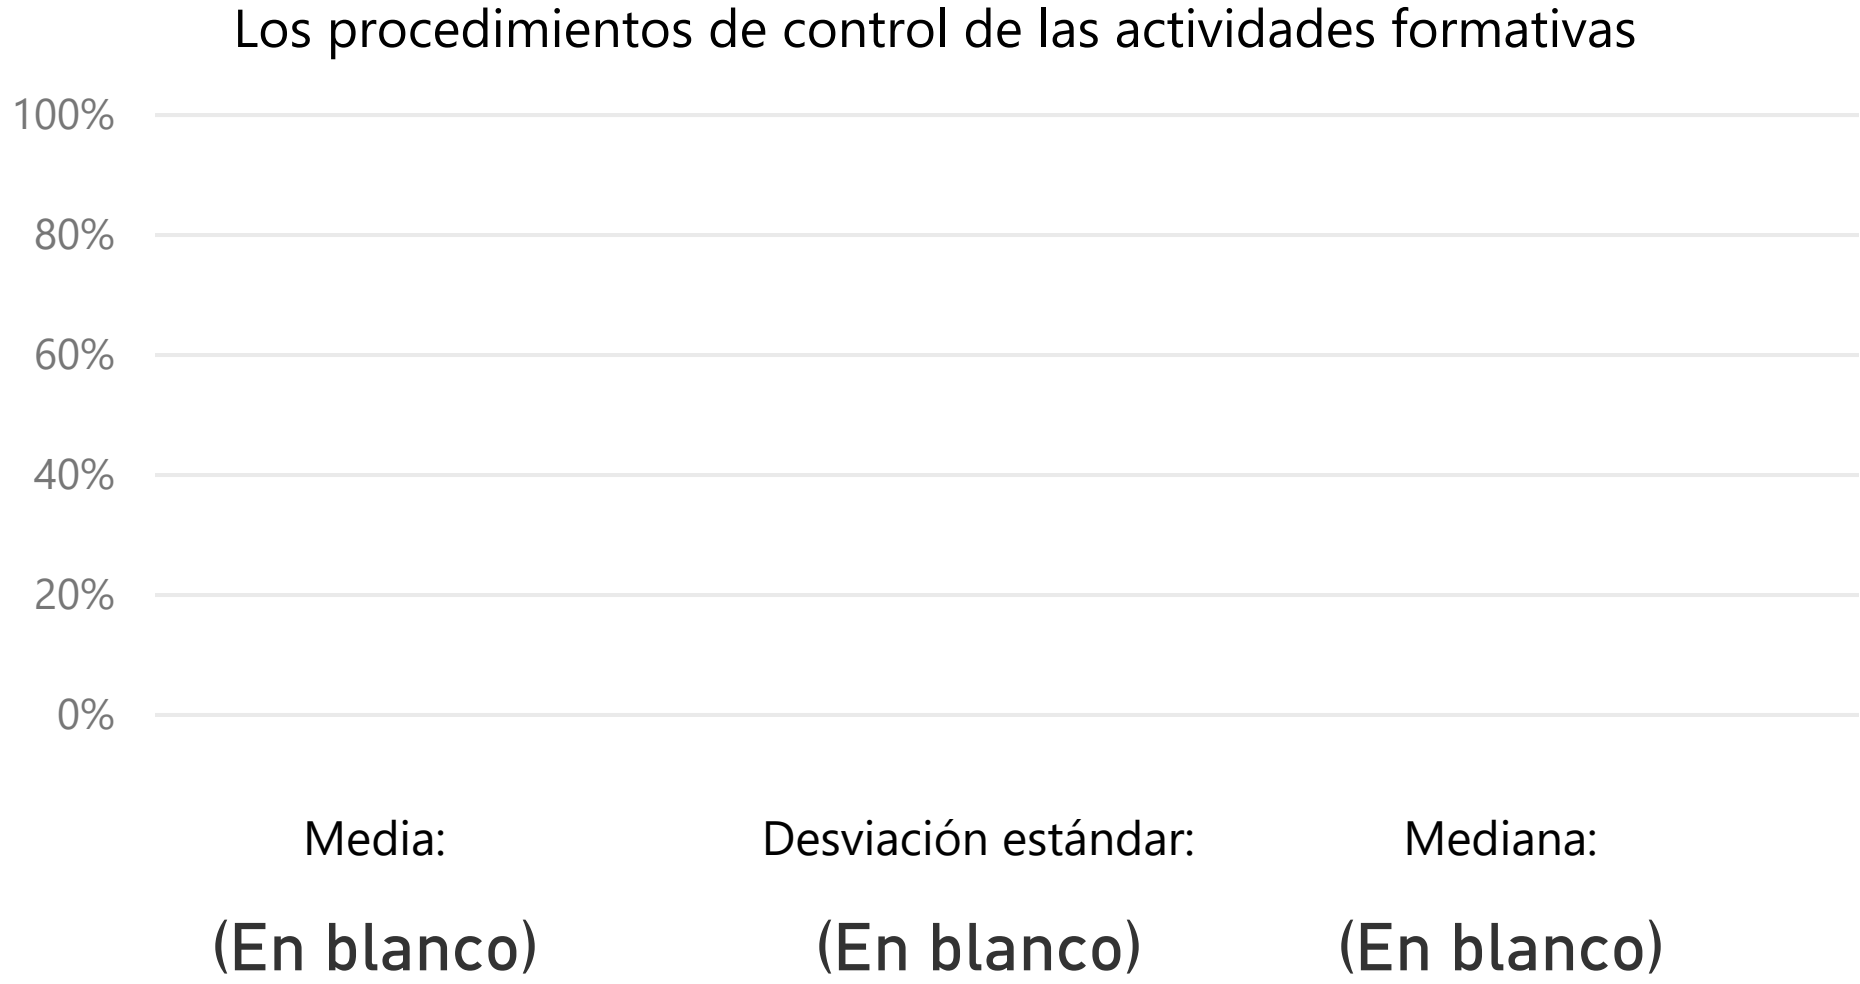 Los procedimientos de control de las actividades formativas
100%
80%
60%
40%
20%
0%
Media: Desviación estándar: Mediana:
(En blanco) (En blanco) (En blanco)